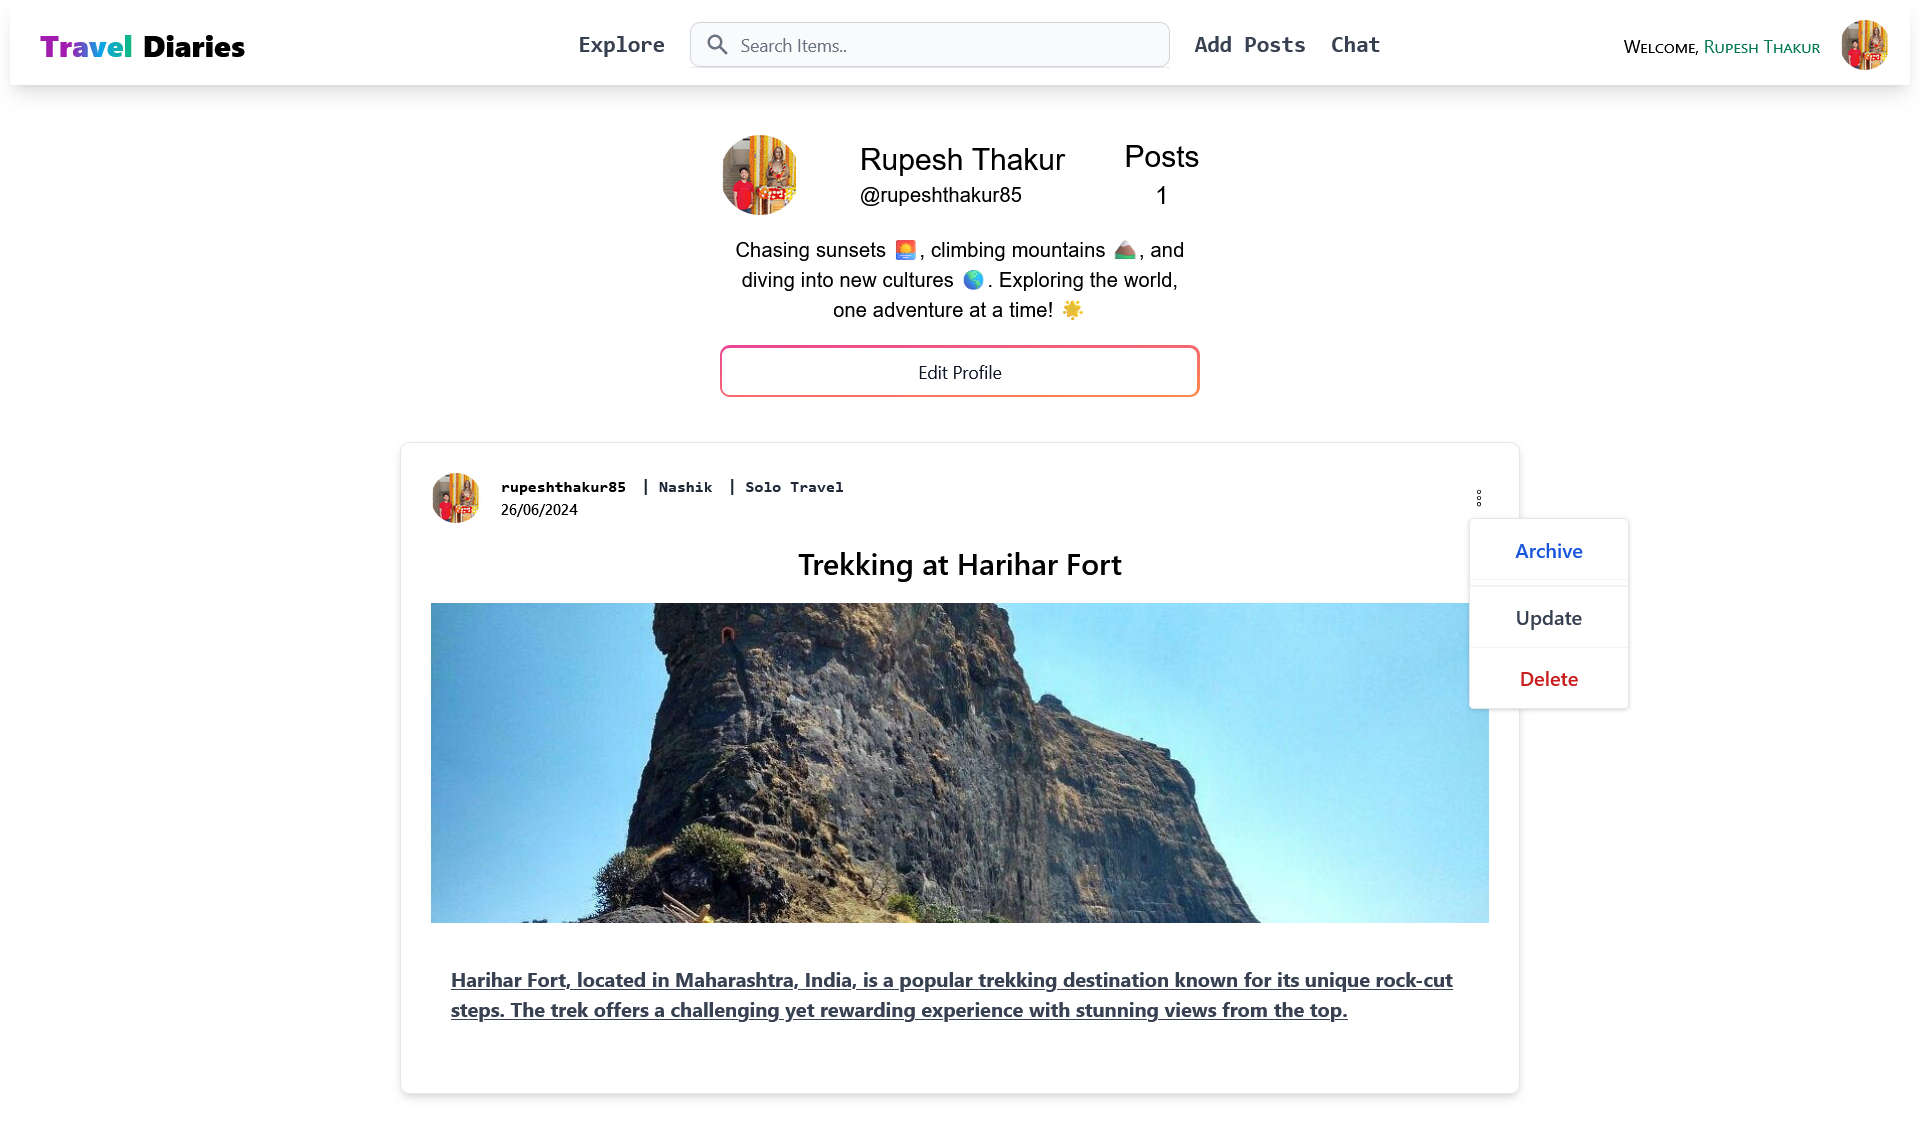 Travel Diaries
Explore
Search Items..
Add Posts
Chat
Welcome, Rupesh Thakur
Rupesh Thakur
@rupeshthakur85
Posts
1
Chasing sunsets 🌅, climbing mountains ⛰️, and
diving into new cultures 🌎. Exploring the world,
one adventure at a time! 🌟
Edit Profile
rupeshthakur85 | Nashik | Solo Travel
26/06/2024
Archive
Update
Delete
Trekking at Harihar Fort
Harihar Fort, located in Maharashtra, India, is a popular trekking destination known for its unique rock-cut
steps. The trek offers a challenging yet rewarding experience with stunning views from the top.